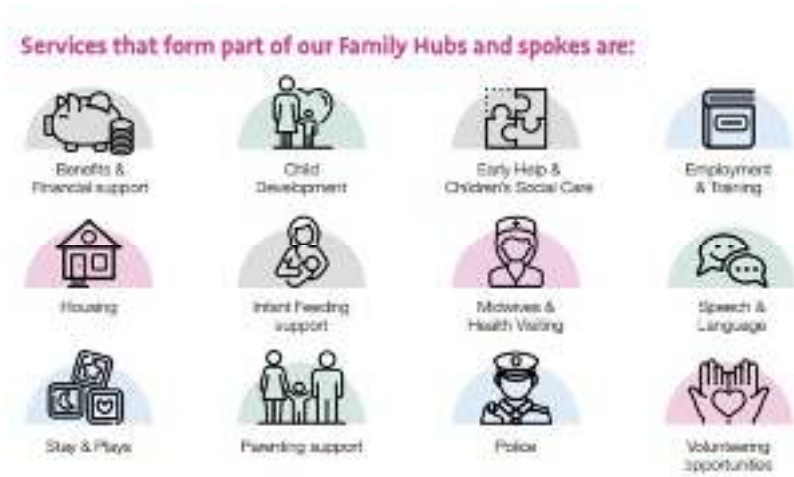 Services that form part of our Family Hubs and spokes are:
Benefits &
Financial support
Child
Development
Early Help &
Children's Social Care
Employment
& Training
Housing
Infant Feeding
support
Midwives &
Health Visiting
Speech &
Language
Stay & Plays
Parenting support
Police
Volunteering
opportunities